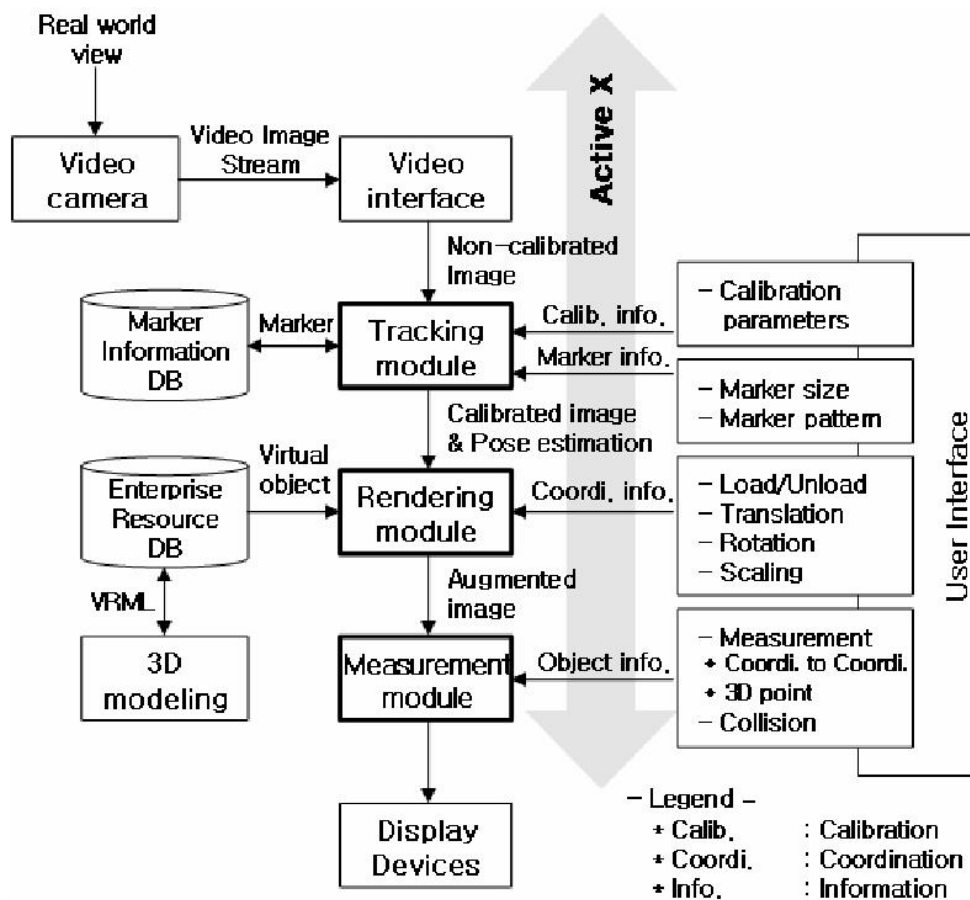 Real world
view
Active X
Video
camera
Video Image
Stream
Video
interface
Non-calibrated
Image
Marker
Information
DB
Marker
Tracking
module
Calib. info.
Marker info.
- Calibration
parameters
- Marker size
- Marker pattern
Calibrated image
& Pose estimation
Enterprise
Resource
DB
Virtual
object
Rendering
module
Coordi. info.
- Load/Unload
- Translation
- Rotation
- Scaling
User Interface
VRML
Augmented
image
3D
modeling
Measurement
module
Object info.
- Measurement
+ Coordi. to Coordi.
+ 3D point
- Collision
Display
Devices
- Legend -
+ Calib. : Calibration
+ Coordi. : Coordination
+ Info. : Information